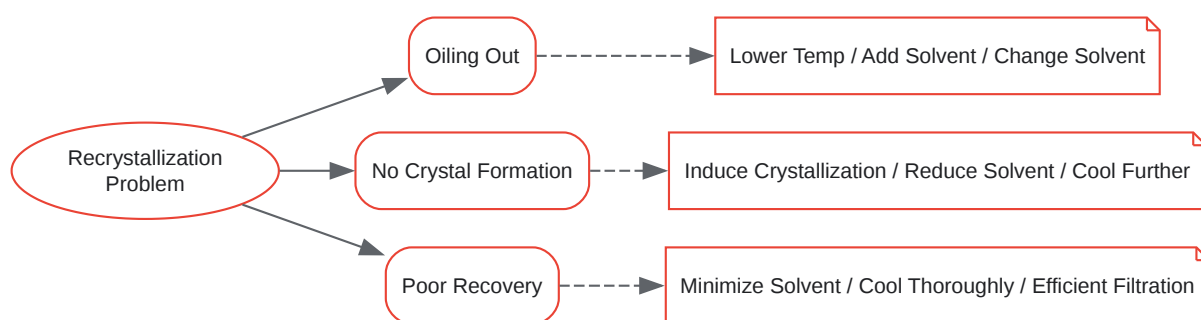 Recrystallization
Problem
Oiling Out
Lower Temp / Add Solvent / Change Solvent
No Crystal Formation
Induce Crystallization / Reduce Solvent / Cool Further
Poor Recovery
Minimize Solvent / Cool Thoroughly / Efficient Filtration